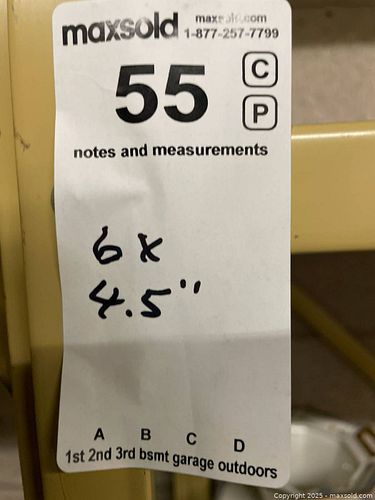 maxsold
maxsold.com
1-877-257-7799
55
C
P
notes and measurements
6 x
4.5"
A B C D
1st 2nd 3rd bsmt garage outdoors
Copyright 2025 - maxsold.com